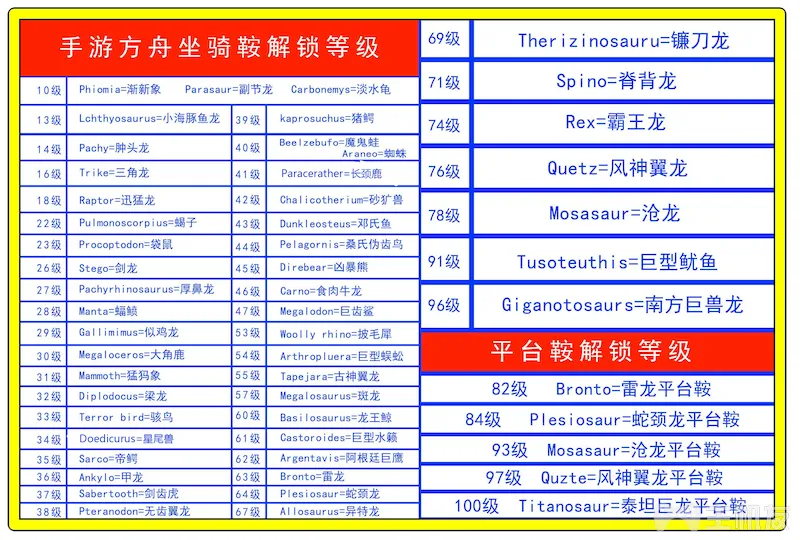 手游方舟坐骑鞍解锁等级
10级 Phiomia=渐新象 Parasaur=副节龙 Carbonemys=淡水龟
13级 Lchthyosaurus=小海豚鱼龙 39级 kaprosuchus=猪鳄
14级 Pachy=肿头龙 40级 Beelzebufo=魔鬼蛙
Araneo=蜘蛛
16级 Trike=三角龙 41级 Paracerather=长颈鹿
18级 Raptor=迅猛龙 42级 Chalicotherium=砂犷兽
22级 Pulmonoscorpius=蝎子 43级 Dunkleosteus=邓氏鱼
23级 Procoptodon=袋鼠 44级 Pelagornis=桑氏伪齿鸟
26级 Stego=剑龙 45级 Direbear=凶暴熊
27级 Pachyrhinosaurus=厚鼻龙 46级 Carno=食肉牛龙
28级 Manta=蝠鲼 47级 Megalodon=巨齿鲨
29级 Gallimimus=似鸡龙 53级 Woolly rhino=披毛犀
30级 Megaloceros=大角鹿 54级 Arthropluera=巨型蜈蚣
31级 Mammoth=猛犸象 55级 Tapejara=古神翼龙
32级 Diplodocus=梁龙 57级 Megalosaurus=斑龙
33级 Terror bird=骇鸟 60级 Basilosaurus=龙王鲸
34级 Doedicurus=星尾兽 61级 Castoroides=巨型水籁
35级 Sarco=帝鳄 62级 Argentavis=阿根廷巨鹰
36级 Ankylo=甲龙 63级 Bronto=雷龙
37级 Sabertooth=剑齿虎 64级 Plesiosaur=蛇颈龙
38级 Pteranodon=无齿翼龙 67级 Allosaurus=异特龙
69级 Therizinosauru=镰刀龙
71级 Spino=脊背龙
74级 Rex=霸王龙
76级 Quetz=风神翼龙
78级 Mosasaur=沧龙
91级 Tusoteuthis=巨型鱿鱼
96级 Giganotosaurs=南方巨兽龙
平台鞍解锁等级
82级 Bronto=雷龙平台鞍
84级 Plesiosaur=蛇颈龙平台鞍
93级 Mosasaur=沧龙平台鞍
97级 Quzte=风神翼龙平台鞍
100级 Titanosaur=泰坦巨龙平台鞍